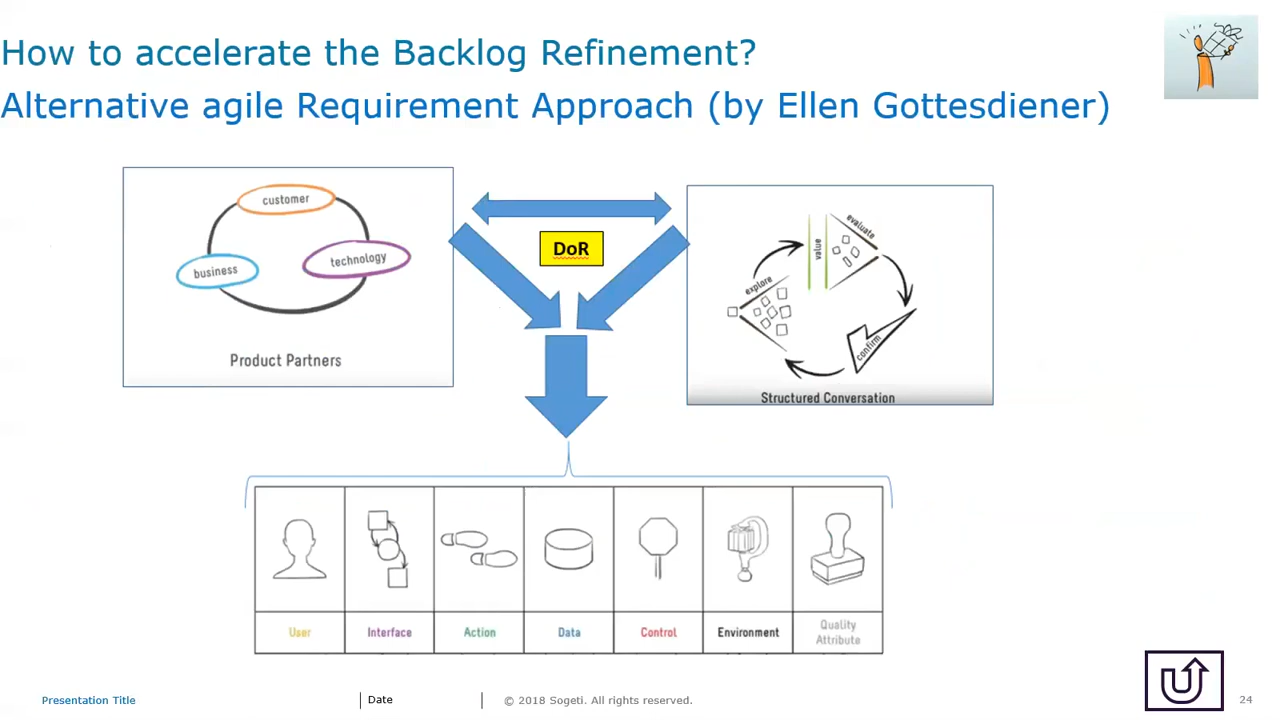 How to accelerate the Backlog Refinement?
Alternative agile Requirement Approach (by Ellen Gottesdiener)
customer
business
technology
Product Partners
DoR
explore
value
evaluate
confirm
Structured Conversation
User
Interface
Action
Data
Control
Environment
Quality
Attribute
Presentation Title
Date
© 2018 Sogeti. All rights reserved.
24